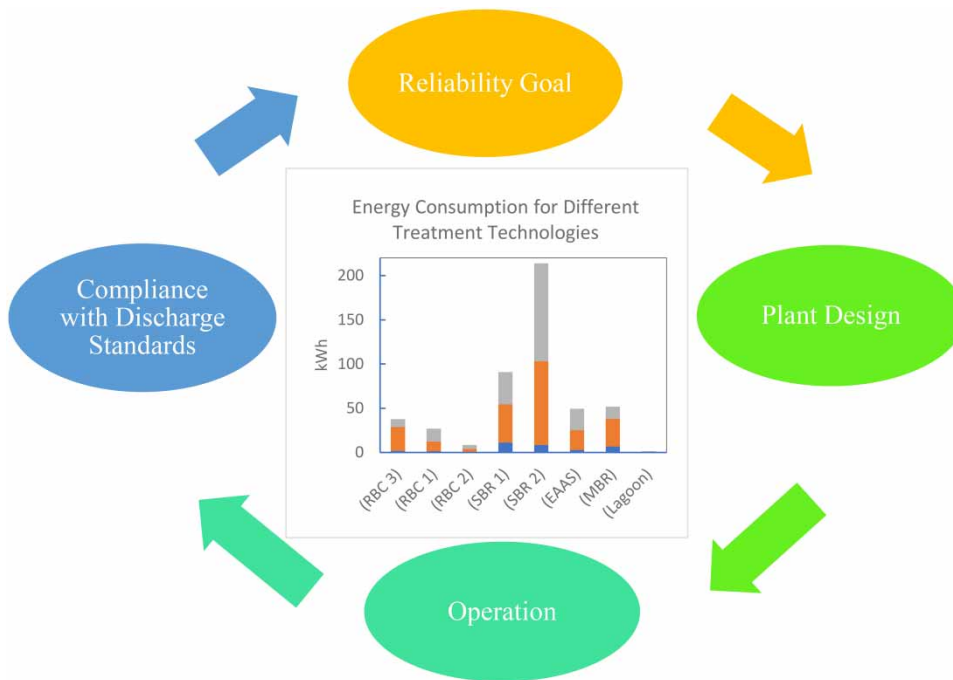 Reliability Goal
Compliance
with Discharge
Standards
Energy Consumption for Different
Treatment Technologies
kWh
200
150
100
50
0
(RBC 3)
(RBC 1)
(RBC 2)
(SBR 1)
(SBR 2)
(EAAS)
(MBR)
(Lagoon)
Plant Design
Operation